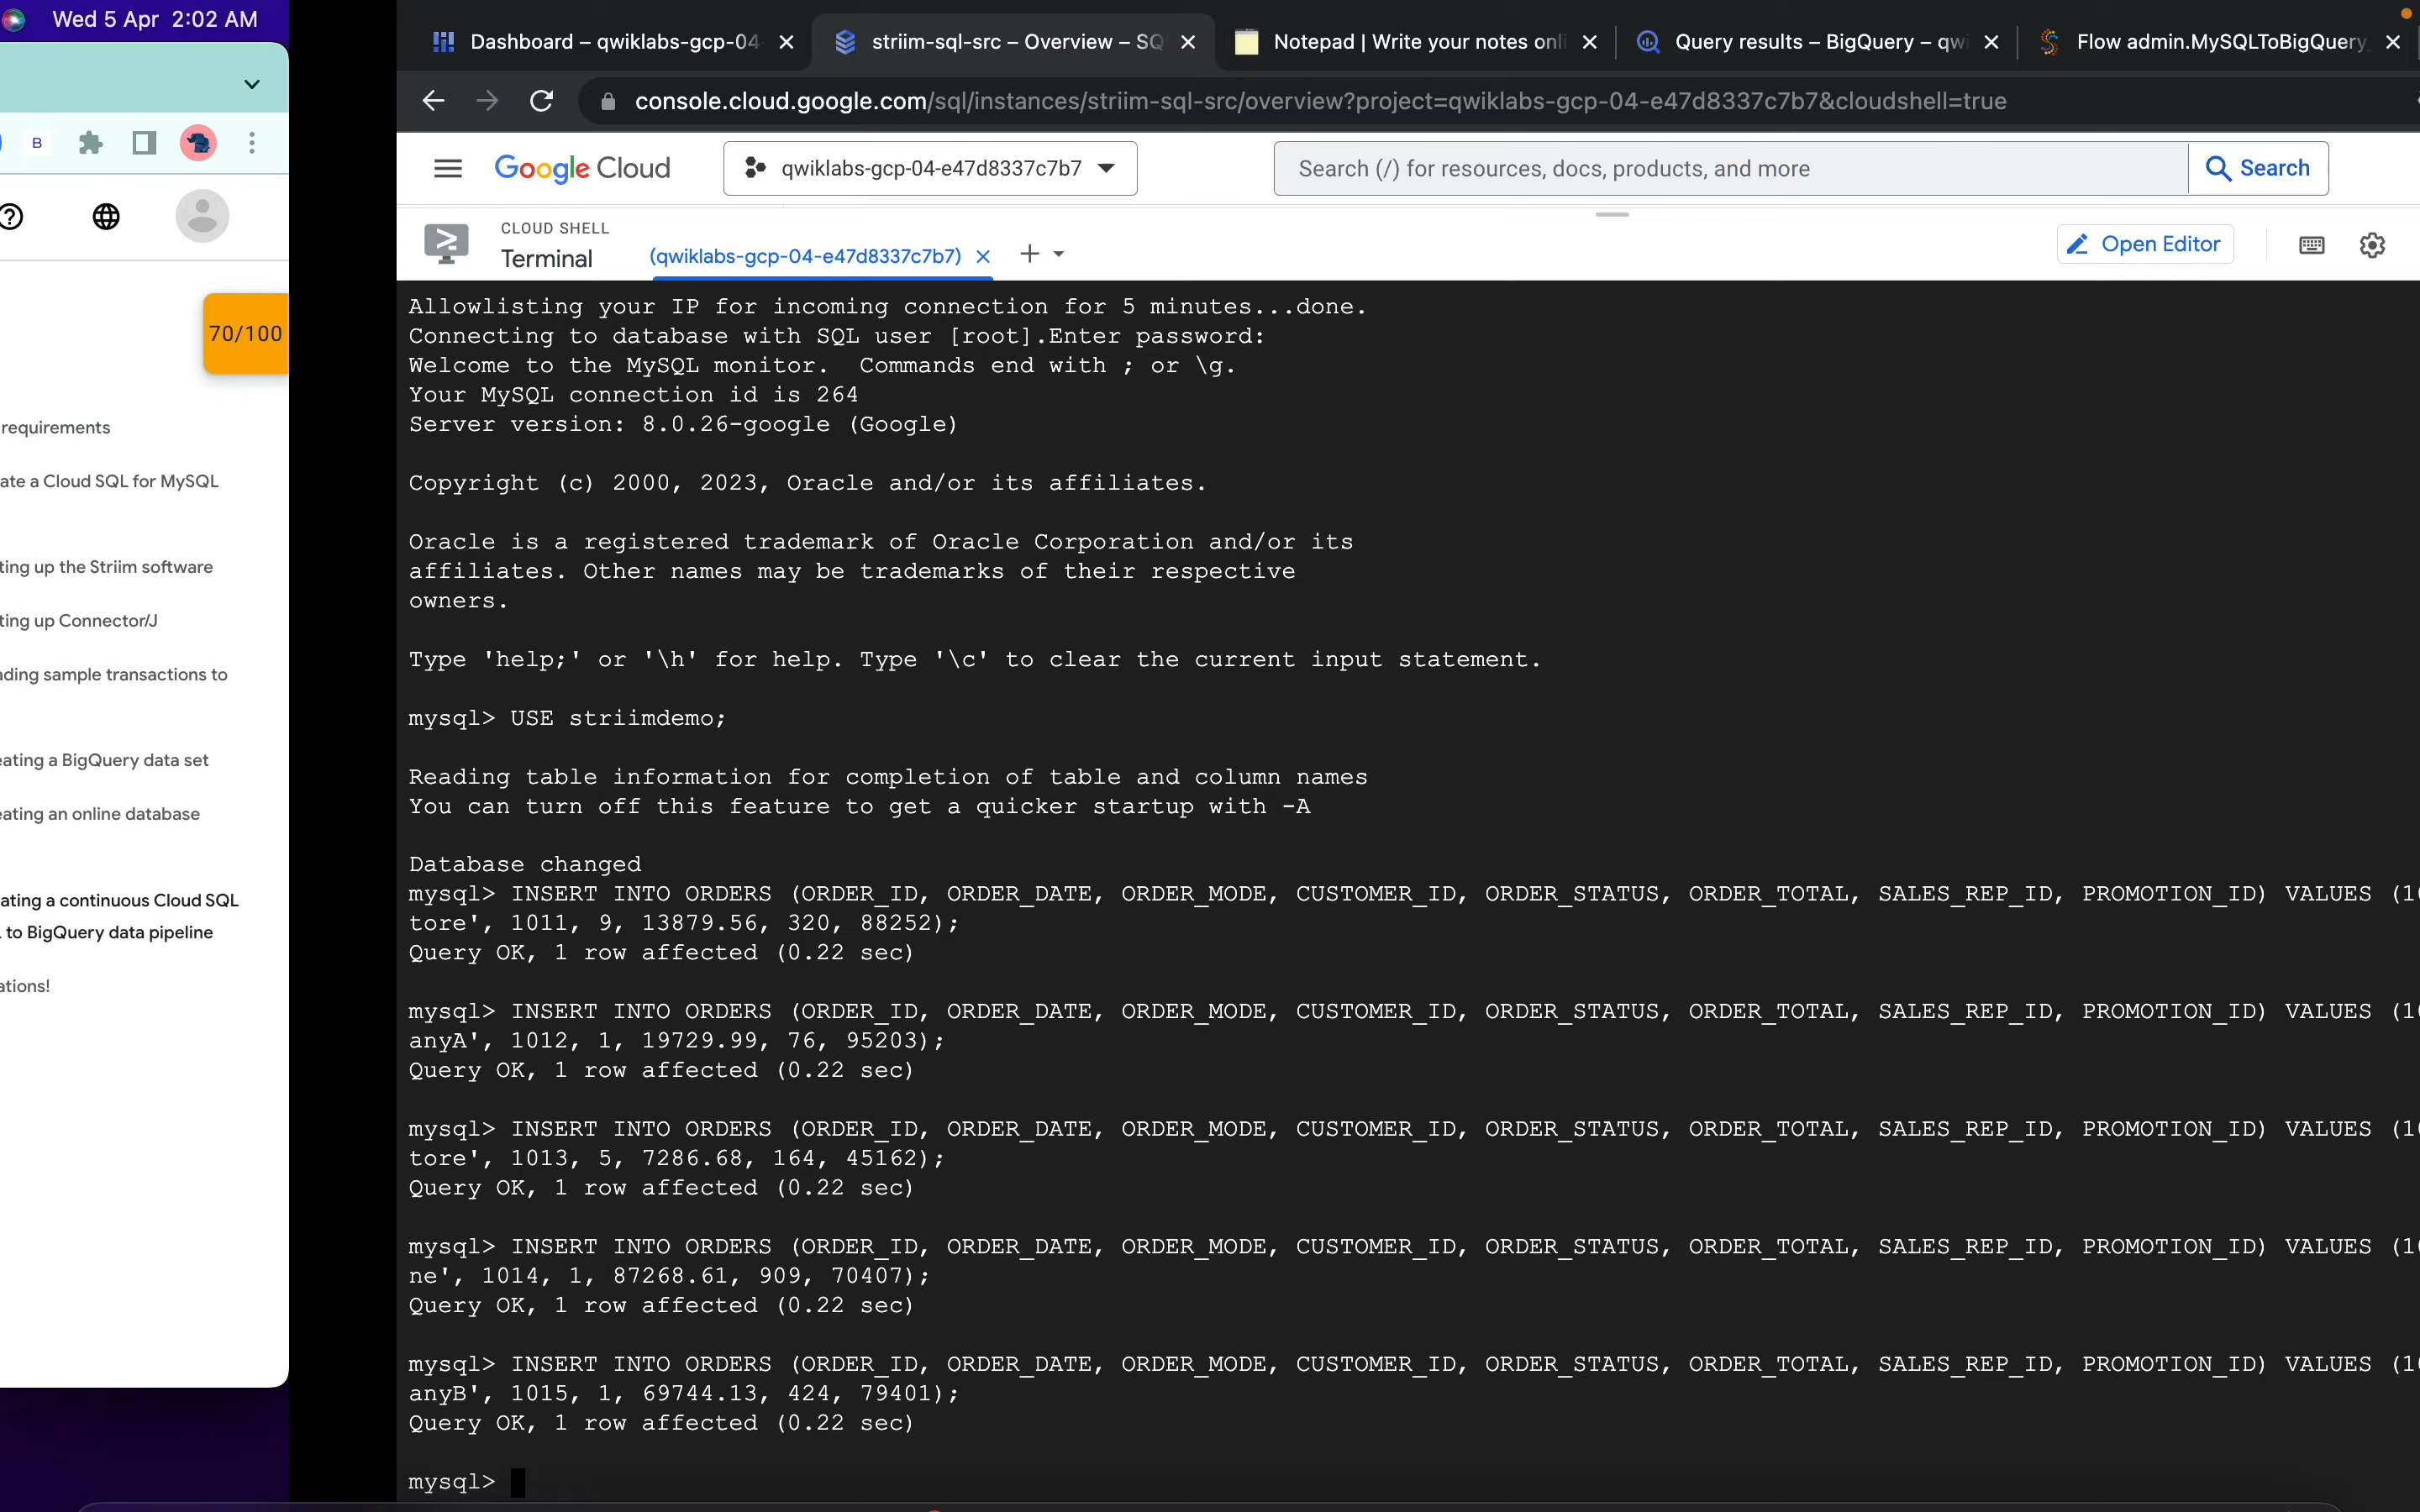 Wed 5 Apr 2:02 AM
B
70/100
requirements
ate a Cloud SQL for MySQL
ting up the Striim software
ting up Connector/J
ading sample transactions to
eating a BigQuery data set
eating an online database
ating a continuous Cloud SQL
to BigQuery data pipeline
ations!
Dashboard – qwiklabs-gcp-04
striim-sql-src – Overview – SQ
Notepad | Write your notes onli
Query results – BigQuery – qwi
Flow admin.MySQLToBigQuery_
console.cloud.google.com/sql/instances/striim-sql-src/overview?project=qwiklabs-gcp-04-e47d8337c7b7&cloudshell=true
Google Cloud
qwiklabs-gcp-04-e47d8337c7b7
Search (/) for resources, docs, products, and more
Search
CLOUD SHELL
Terminal
(qwiklabs-gcp-04-e47d8337c7b7)
Open Editor
Allowlisting your IP for incoming connection for 5 minutes...done.
Connecting to database with SQL user [root].Enter password:
Welcome to the MySQL monitor.  Commands end with ; or \g.
Your MySQL connection id is 264
Server version: 8.0.26-google (Google)
Copyright (c) 2000, 2023, Oracle and/or its affiliates.
Oracle is a registered trademark of Oracle Corporation and/or its
affiliates. Other names may be trademarks of their respective
owners.
Type 'help;' or '\h' for help. Type '\c' to clear the current input statement.
mysql> USE striimdemo;
Reading table information for completion of table and column names
You can turn off this feature to get a quicker startup with -A
Database changed
mysql> INSERT INTO ORDERS (ORDER_ID, ORDER_DATE, ORDER_MODE, CUSTOMER_ID, ORDER_STATUS, ORDER_TOTAL, SALES_REP_ID, PROMOTION_ID) VALUES (1
tore', 1011, 9, 13879.56, 320, 88252);
Query OK, 1 row affected (0.22 sec)
mysql> INSERT INTO ORDERS (ORDER_ID, ORDER_DATE, ORDER_MODE, CUSTOMER_ID, ORDER_STATUS, ORDER_TOTAL, SALES_REP_ID, PROMOTION_ID) VALUES (1
anyA', 1012, 1, 19729.99, 76, 95203);
Query OK, 1 row affected (0.22 sec)
mysql> INSERT INTO ORDERS (ORDER_ID, ORDER_DATE, ORDER_MODE, CUSTOMER_ID, ORDER_STATUS, ORDER_TOTAL, SALES_REP_ID, PROMOTION_ID) VALUES (1
tore', 1013, 5, 7286.68, 164, 45162);
Query OK, 1 row affected (0.22 sec)
mysql> INSERT INTO ORDERS (ORDER_ID, ORDER_DATE, ORDER_MODE, CUSTOMER_ID, ORDER_STATUS, ORDER_TOTAL, SALES_REP_ID, PROMOTION_ID) VALUES (1
ne', 1014, 1, 87268.61, 909, 70407);
Query OK, 1 row affected (0.22 sec)
mysql> INSERT INTO ORDERS (ORDER_ID, ORDER_DATE, ORDER_MODE, CUSTOMER_ID, ORDER_STATUS, ORDER_TOTAL, SALES_REP_ID, PROMOTION_ID) VALUES (1
anyB', 1015, 1, 69744.13, 424, 79401);
Query OK, 1 row affected (0.22 sec)
mysql>